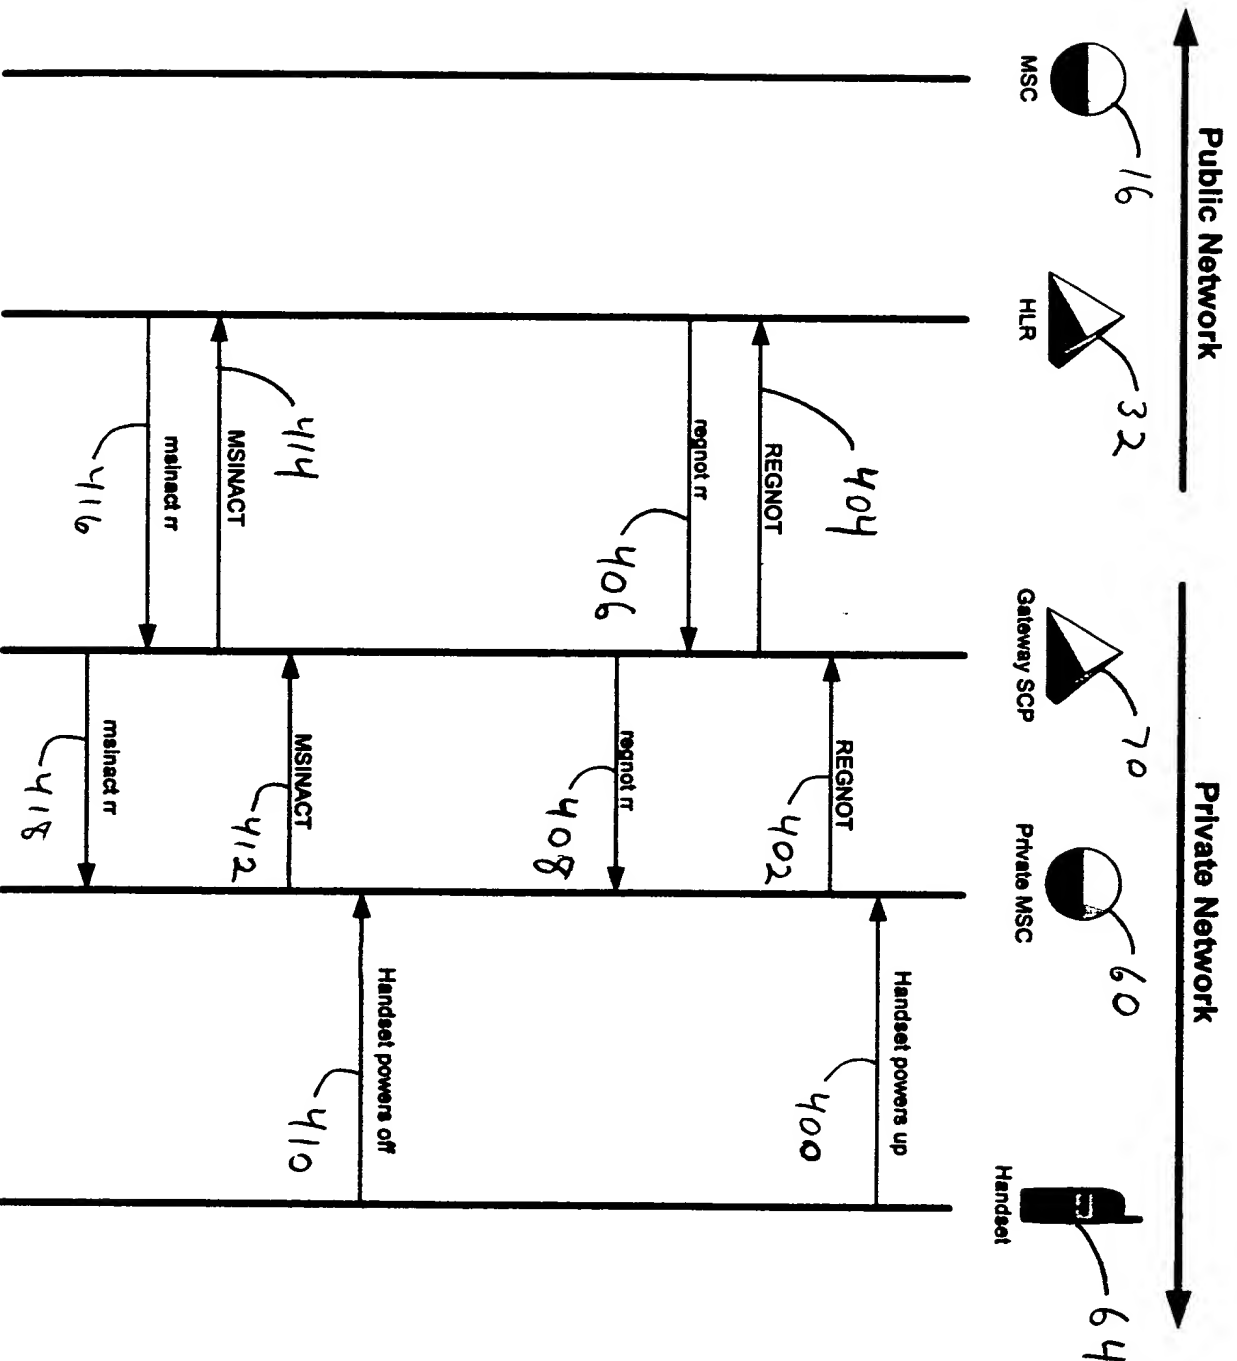 Public Network
Private Network
16
32
70
60
64
MSC
HLR
Gateway SCP
Private MSC
Handset
Handset powers up
400
REGNOT
402
REGNOT
404
regnot rr
406
regnot rr
408
Handset powers off
410
MSINACT
412
MSINACT
414
msinact rr
416
msinact rr
418